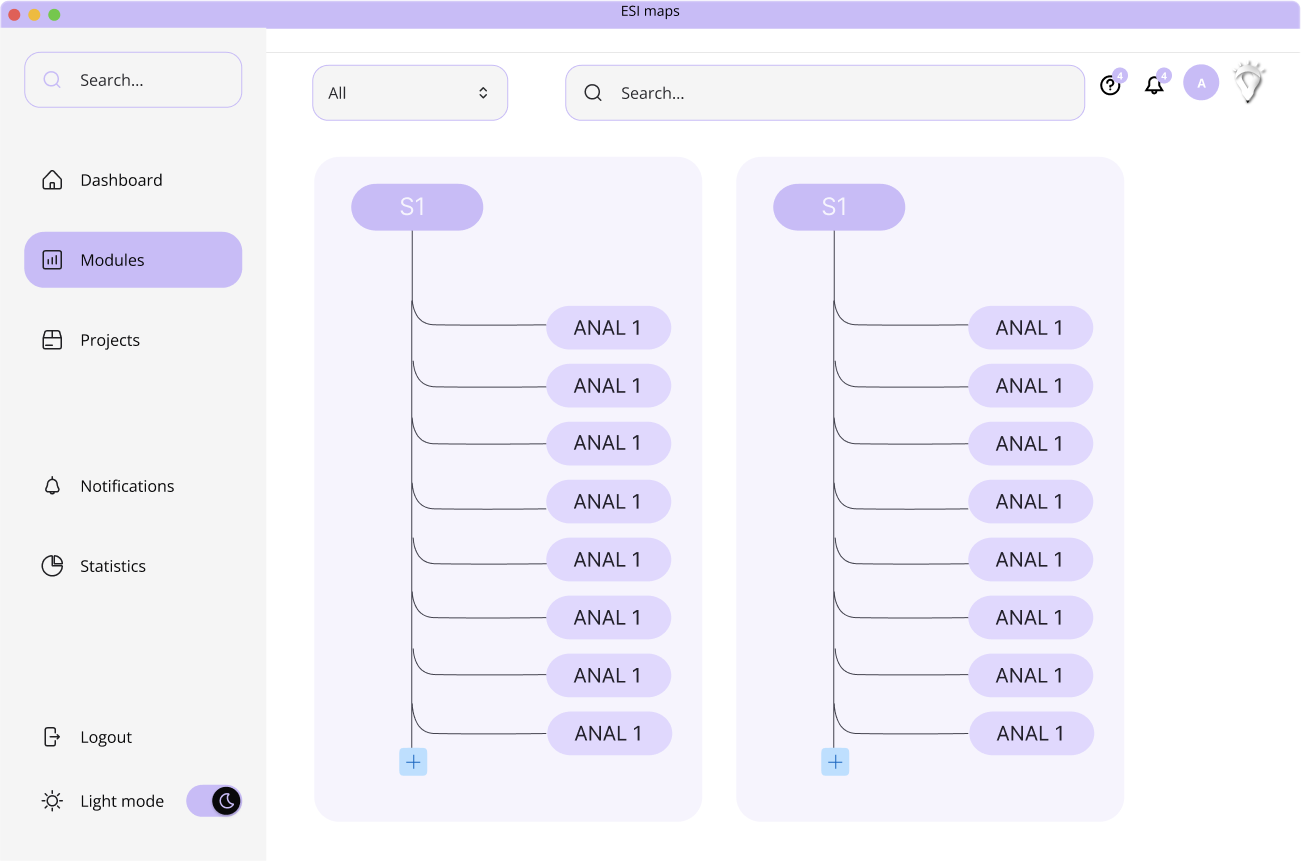 ESI maps
Search...
Dashboard
Modules
Projects
Notifications
Statistics
Logout
Light mode
All
Search...
4
4
A
S1
ANAL 1
ANAL 1
ANAL 1
ANAL 1
ANAL 1
ANAL 1
ANAL 1
ANAL 1
S1
ANAL 1
ANAL 1
ANAL 1
ANAL 1
ANAL 1
ANAL 1
ANAL 1
ANAL 1